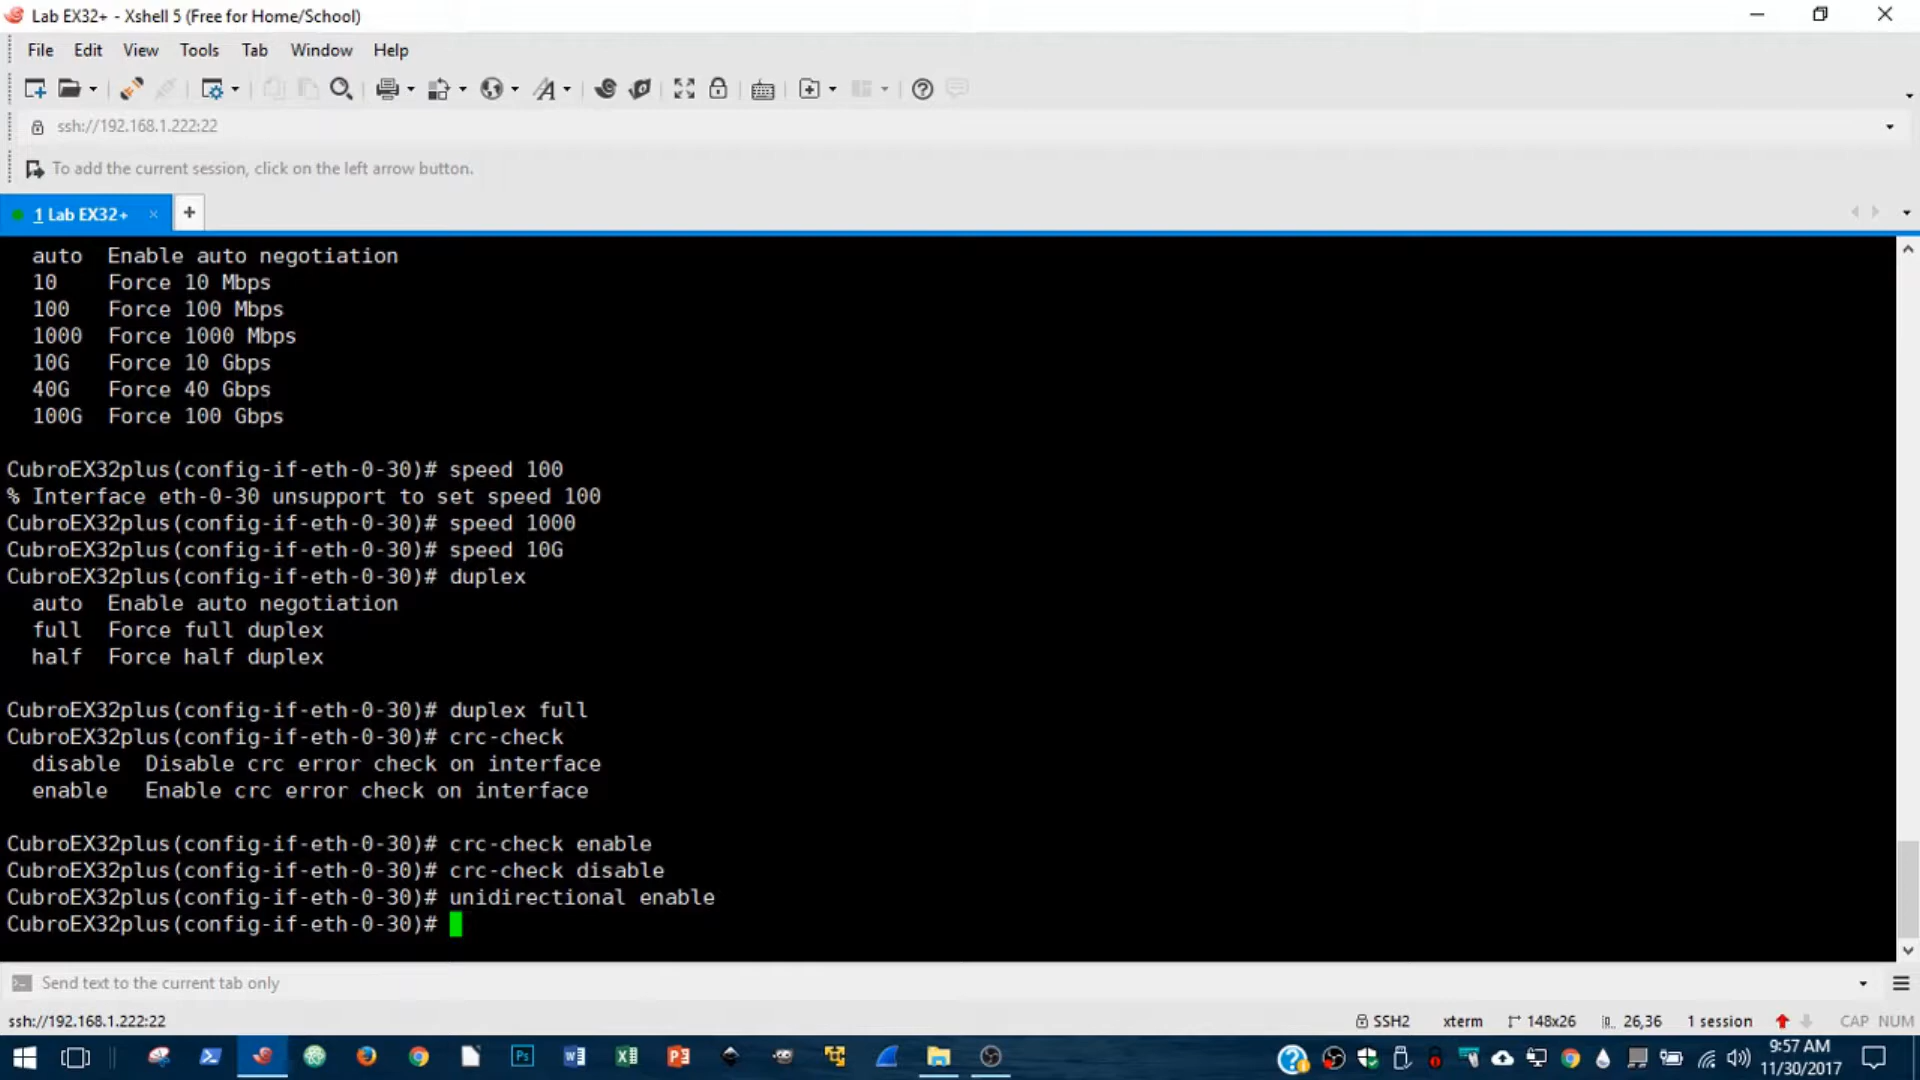 Lab EX32+ - Xshell 5 (Free for Home/School)
File Edit View Tools Tab Window Help
ssh://192.168.1.222:22
To add the current session, click on the left arrow button.
1 Lab EX32+
auto Enable auto negotiation
10 Force 10 Mbps
100 Force 100 Mbps
1000 Force 1000 Mbps
10G Force 10 Gbps
40G Force 40 Gbps
100G Force 100 Gbps
CubroEX32plus(config-if-eth-0-30)# speed 100
% Interface eth-0-30 unsupport to set speed 100
CubroEX32plus(config-if-eth-0-30)# speed 1000
CubroEX32plus(config-if-eth-0-30)# speed 10G
CubroEX32plus(config-if-eth-0-30)# duplex
auto Enable auto negotiation
full Force full duplex
half Force half duplex
CubroEX32plus(config-if-eth-0-30)# duplex full
CubroEX32plus(config-if-eth-0-30)# crc-check
disable Disable crc error check on interface
enable Enable crc error check on interface
CubroEX32plus(config-if-eth-0-30)# crc-check enable
CubroEX32plus(config-if-eth-0-30)# crc-check disable
CubroEX32plus(config-if-eth-0-30)# unidirectional enable
CubroEX32plus(config-if-eth-0-30)#
Send text to the current tab only
ssh://192.168.1.222:22 SSH2 xterm 148x26 26,36 1 session CAP NUM
9:57 AM
11/30/2017